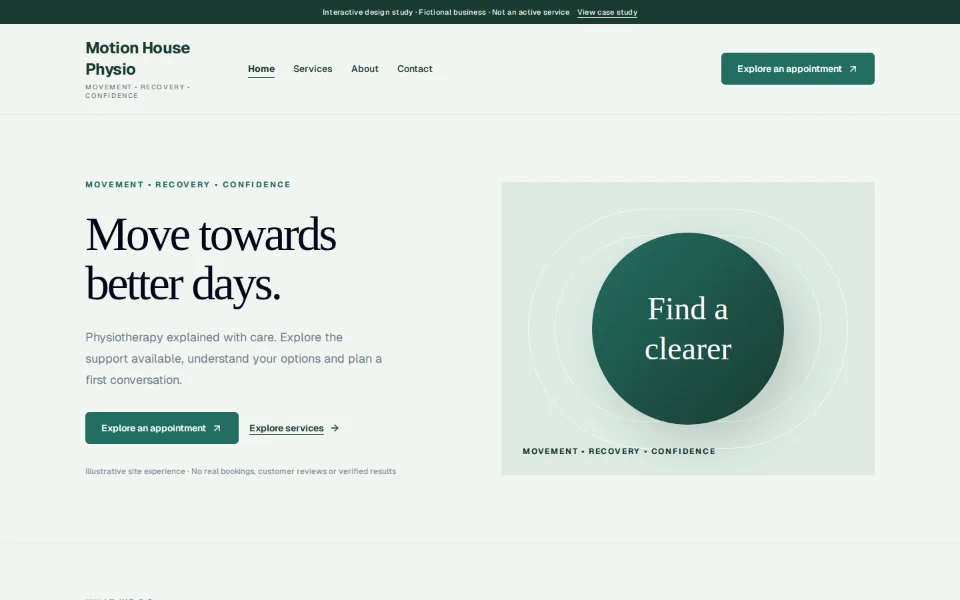 Interactive design study · Fictional business · Not an active service View case study
Motion House
Physio
MOVEMENT • RECOVERY •
CONFIDENCE
Home Services About Contact
Explore an appointment
MOVEMENT • RECOVERY • CONFIDENCE
Move towards
better days.
Physiotherapy explained with care. Explore the
support available, understand your options and plan a
first conversation.
Explore an appointment
Explore services
Illustrative site experience · No real bookings, customer reviews or verified results
Find a
clearer
MOVEMENT • RECOVERY • CONFIDENCE